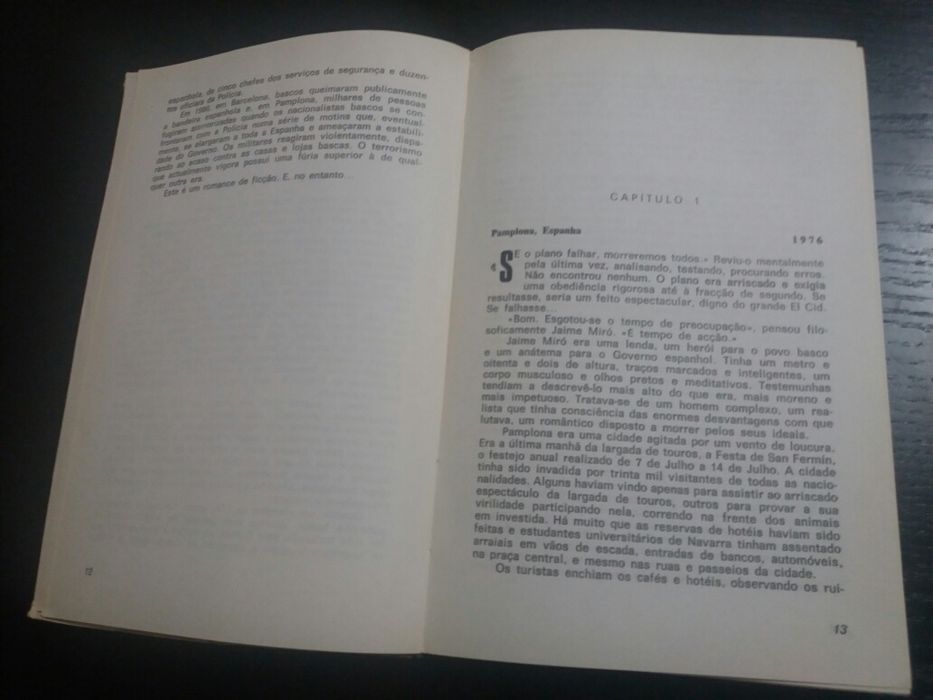 espanhola, de cinco chefes dos serviços de segurança e duzen-
tos oficiais da Polícia.
Em 1986, em Barcelona, bascos queimaram publicamente
a bandeira espanhola e, em Pamplona, milhares de pessoas
fugiram atemorizadas quando os nacionalistas bascos se con-
frontaram com a Polícia numa série de motins que, eventual-
mente, se alargaram a toda a Espanha e ameaçaram a estabili-
dade do Governo. Os militares reagiram violentamente, dispa-
rando ao acaso contra as casas e lojas bascas. O terrorismo
que actualmente vigora possui uma fúria superior à de qual-
quer outra era.
Este é um romance de ficção. E, no entanto...
12
CAPÍTULO 1
Pamplona, Espanha
1976
«SE o plano falhar, morreremos todos.» Reviu-o mentalmente
pela última vez, analisando, testando, procurando erros.
Não encontrou nenhum. O plano era arriscado e exigia
uma obediência rigorosa até à fracção de segundo. Se
resultasse, seria um feito espectacular, digno do grande El Cid.
Se falhasse...
«Bom. Esgotou-se o tempo de preocupação», pensou filo-
soficamente Jaime Miró. «É tempo de acção.»
Jaime Miró era uma lenda, um herói para o povo basco
e um anátema para o Governo espanhol. Tinha um metro e
oitenta e dois de altura, traços marcados e inteligentes, um
corpo musculoso e olhos pretos e meditativos. Testemunhas
tendiam a descrevê-lo mais alto do que era, mais moreno e
mais impetuoso. Tratava-se de um homem complexo, um rea-
lista que tinha consciência das enormes desvantagens com que
lutava, um romântico disposto a morrer pelos seus ideais.
Pamplona era uma cidade agitada por um vento de loucura.
Era a última manhã da largada de touros, a Festa de San Fermín,
o festejo anual realizado de 7 de Julho a 14 de Julho. A cidade
tinha sido invadida por trinta mil visitantes de todas as nacio-
nalidades. Alguns haviam vindo apenas para assistir ao arriscado
espectáculo da largada de touros, outros para provar a sua
virilidade participando nela, correndo na frente dos animais
em investida. Há muito que as reservas de hotéis haviam sido
feitas e estudantes universitários de Navarra tinham assentado
arraiais em vãos de escada, entradas de bancos, automóveis,
na praça central, e mesmo nas ruas e passeios da cidade.
Os turistas enchiam os cafés e hotéis, observando os ruí-
13